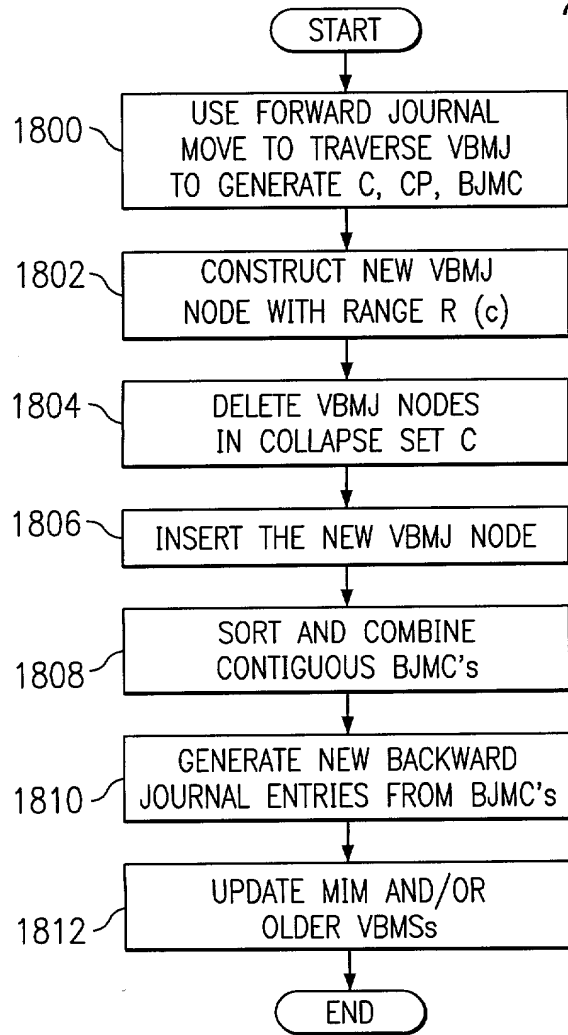 START
1800
USE FORWARD JOURNAL
MOVE TO TRAVERSE VBMJ
TO GENERATE C, CP, BJMC
1802
CONSTRUCT NEW VBMJ
NODE WITH RANGE R (c)
1804
DELETE VBMJ NODES
IN COLLAPSE SET C
1806
INSERT THE NEW VBMJ NODE
1808
SORT AND COMBINE
CONTIGUOUS BJMC's
1810
GENERATE NEW BACKWARD
JOURNAL ENTRIES FROM BJMC's
1812
UPDATE MIM AND/OR
OLDER VBMSs
END